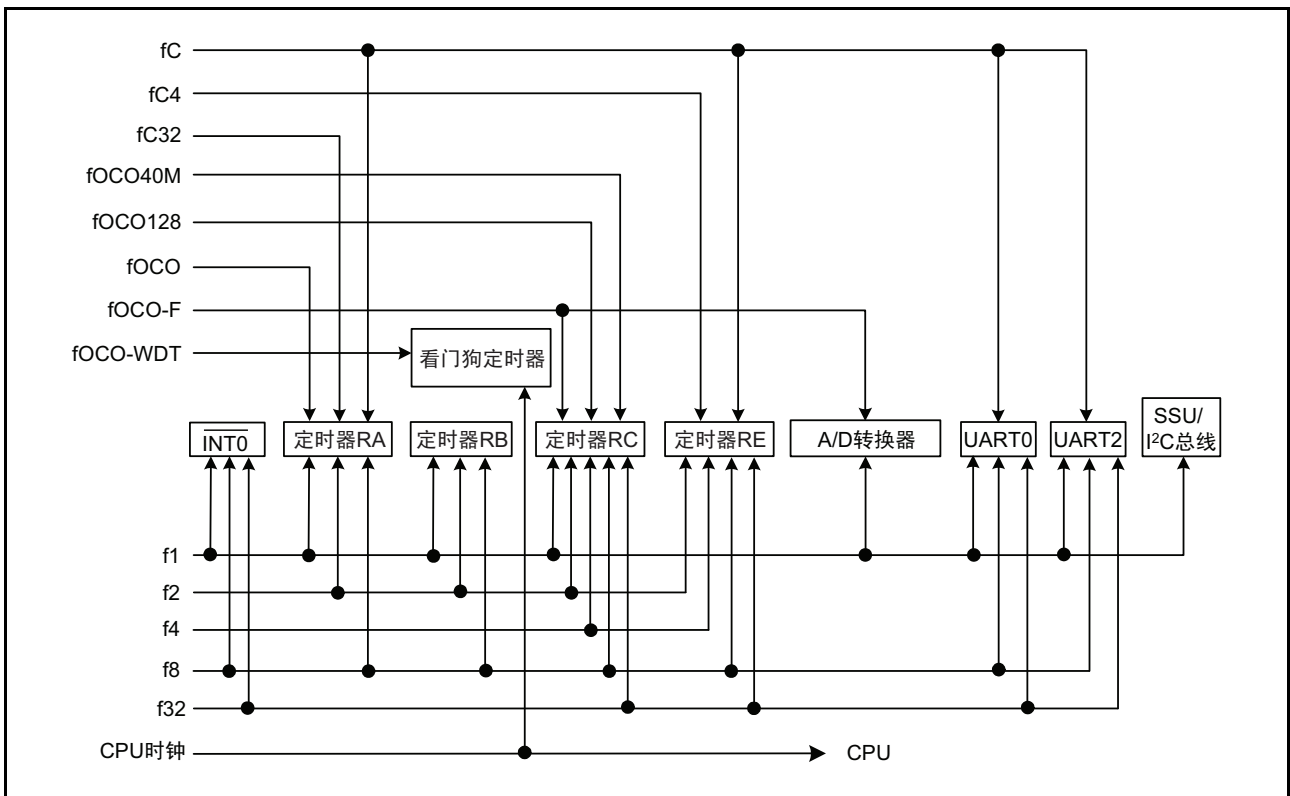 fC
fC4
fC32
fOCO40M
fOCO128
fOCO
fOCO-F
fOCO-WDT
看门狗定时器
INT0
定时器RA
定时器RB
定时器RC
定时器RE
A/D转换器
UART0
UART2
SSU/
I²C总线
f1
f2
f4
f8
f32
CPU时钟
CPU